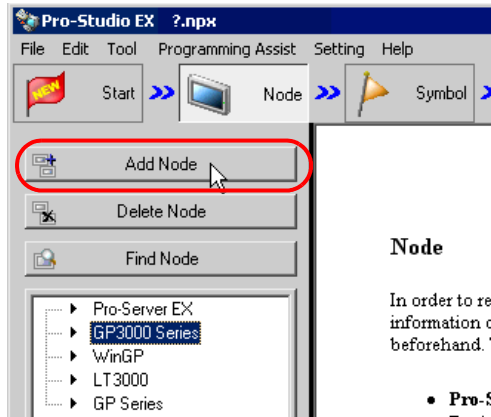 Pro-Studio EX ?.npx
File Edit Tool Programming Assist Setting Help
NEW Start Node Symbol
Add Node
Delete Node
Find Node
Pro-Server EX
GP3000 Series
WinGP
LT3000
GP Series
Node
In order to re
information
beforehand.
• Pro-S